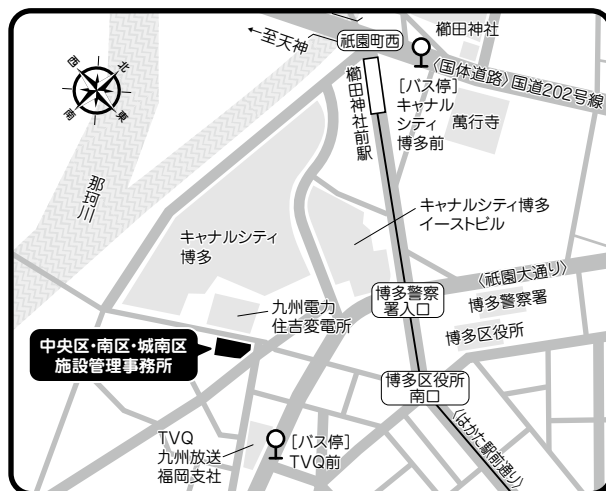 ←至天神
祇園町西
櫛田神社
〈国体道路〉国道202号線
西
北
南
東
櫛田神社前駅
[バス停]
キャナル
シティ
博多前
萬行寺
那珂川
キャナルシティ
博多
キャナルシティ博多
イーストビル
〈祇園大通り〉
九州電力
住吉変電所
博多警察
署入口
博多警察署
博多区役所
中央区・南区・城南区
施設管理事務所
博多区役所
南口
TVQ
九州放送
福岡支社
[バス停]
TVQ前
〈はかた駅前通り〉